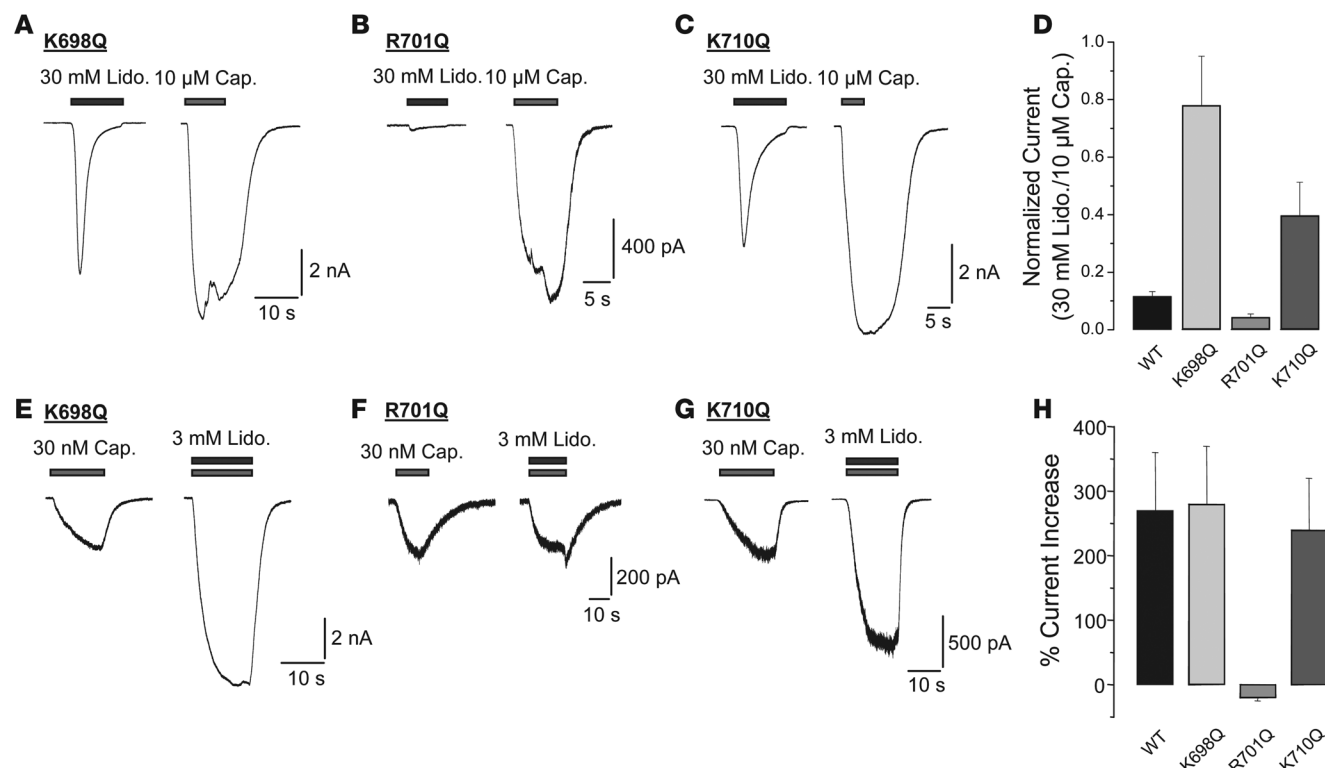 A
K698Q
30 mM Lido. 10 µM Cap.
2 nA
10 s
B
R701Q
30 mM Lido. 10 µM Cap.
400 pA
5 s
C
K710Q
30 mM Lido. 10 µM Cap.
2 nA
5 s
D
Normalized Current
(30 mM Lido./10 µM Cap.)
1.0
0.8
0.6
0.4
0.2
0.0
WT
K698Q
R701Q
K710Q
E
K698Q
30 nM Cap.
3 mM Lido.
2 nA
10 s
F
R701Q
30 nM Cap.
3 mM Lido.
200 pA
10 s
G
K710Q
30 nM Cap.
3 mM Lido.
500 pA
10 s
H
% Current Increase
400
300
200
100
0
WT
K698Q
R701Q
K710Q